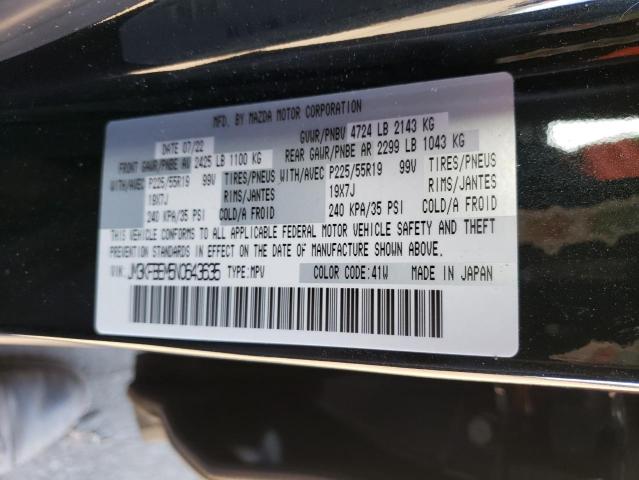 MFD. BY MAZDA MOTOR CORPORATION
DATE 07/22 GVWR/PNBV 4724 LB 2143 KG
FRONT GAWR/PNBE AV 2425 LB 1100 KG REAR GAWR/PNBE AR 2299 LB 1043 KG
WITH/AVEC P225/55R19 99V TIRES/PNEUS WITH/AVEC P225/55R19 99V TIRES/PNEUS
19X7J RIMS/JANTES 19X7J RIMS/JANTES
240 KPA/35 PSI COLD/A FROID 240 KPA/35 PSI COLD/A FROID
THIS VEHICLE CONFORMS TO ALL APPLICABLE FEDERAL MOTOR VEHICLE SAFETY AND THEFT
PREVENTION STANDARDS IN EFFECT ON THE DATE OF MANUFACTURE SHOWN ABOVE.
VIN: JM3KFBEM5N0643635 TYPE:MPV COLOR CODE:41W MADE IN JAPAN